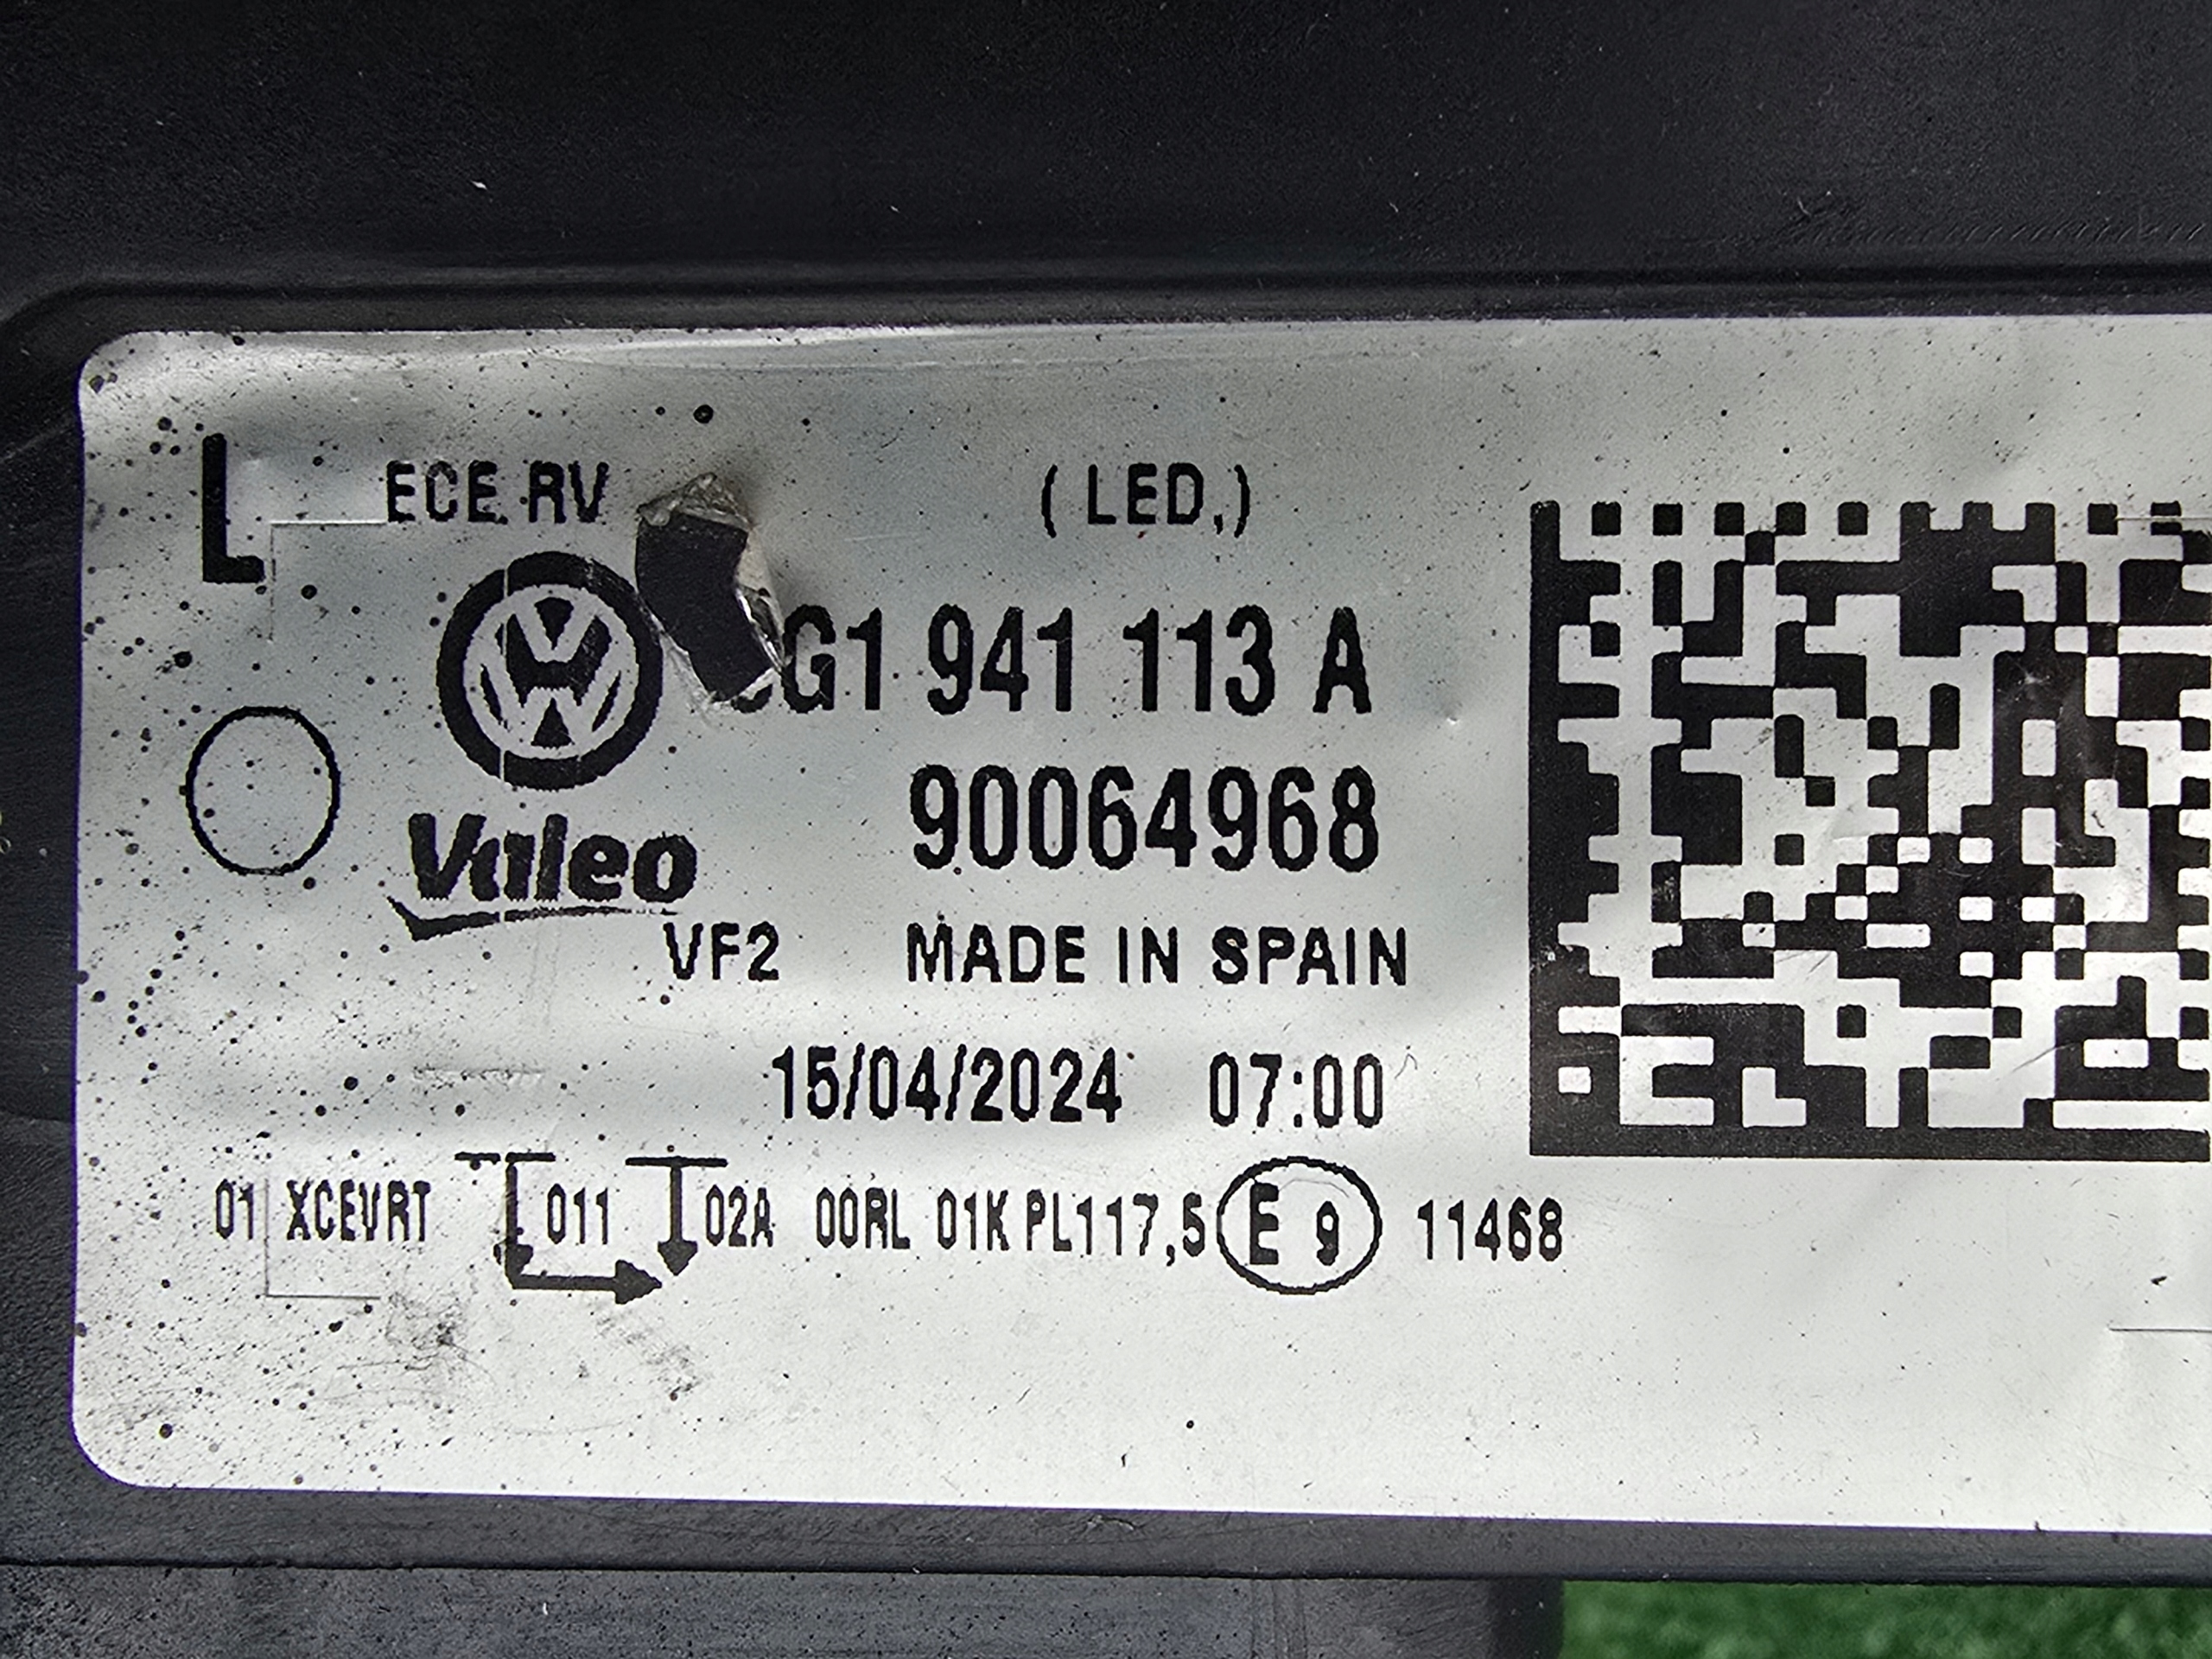 L
ECE RV (LED.)
G1 941 113 A
90064968
Valeo
VF2 MADE IN SPAIN
15/04/2024 07:00
01 XCEVRT 011 02A 00RL 01K PL117,5 E 9 11468